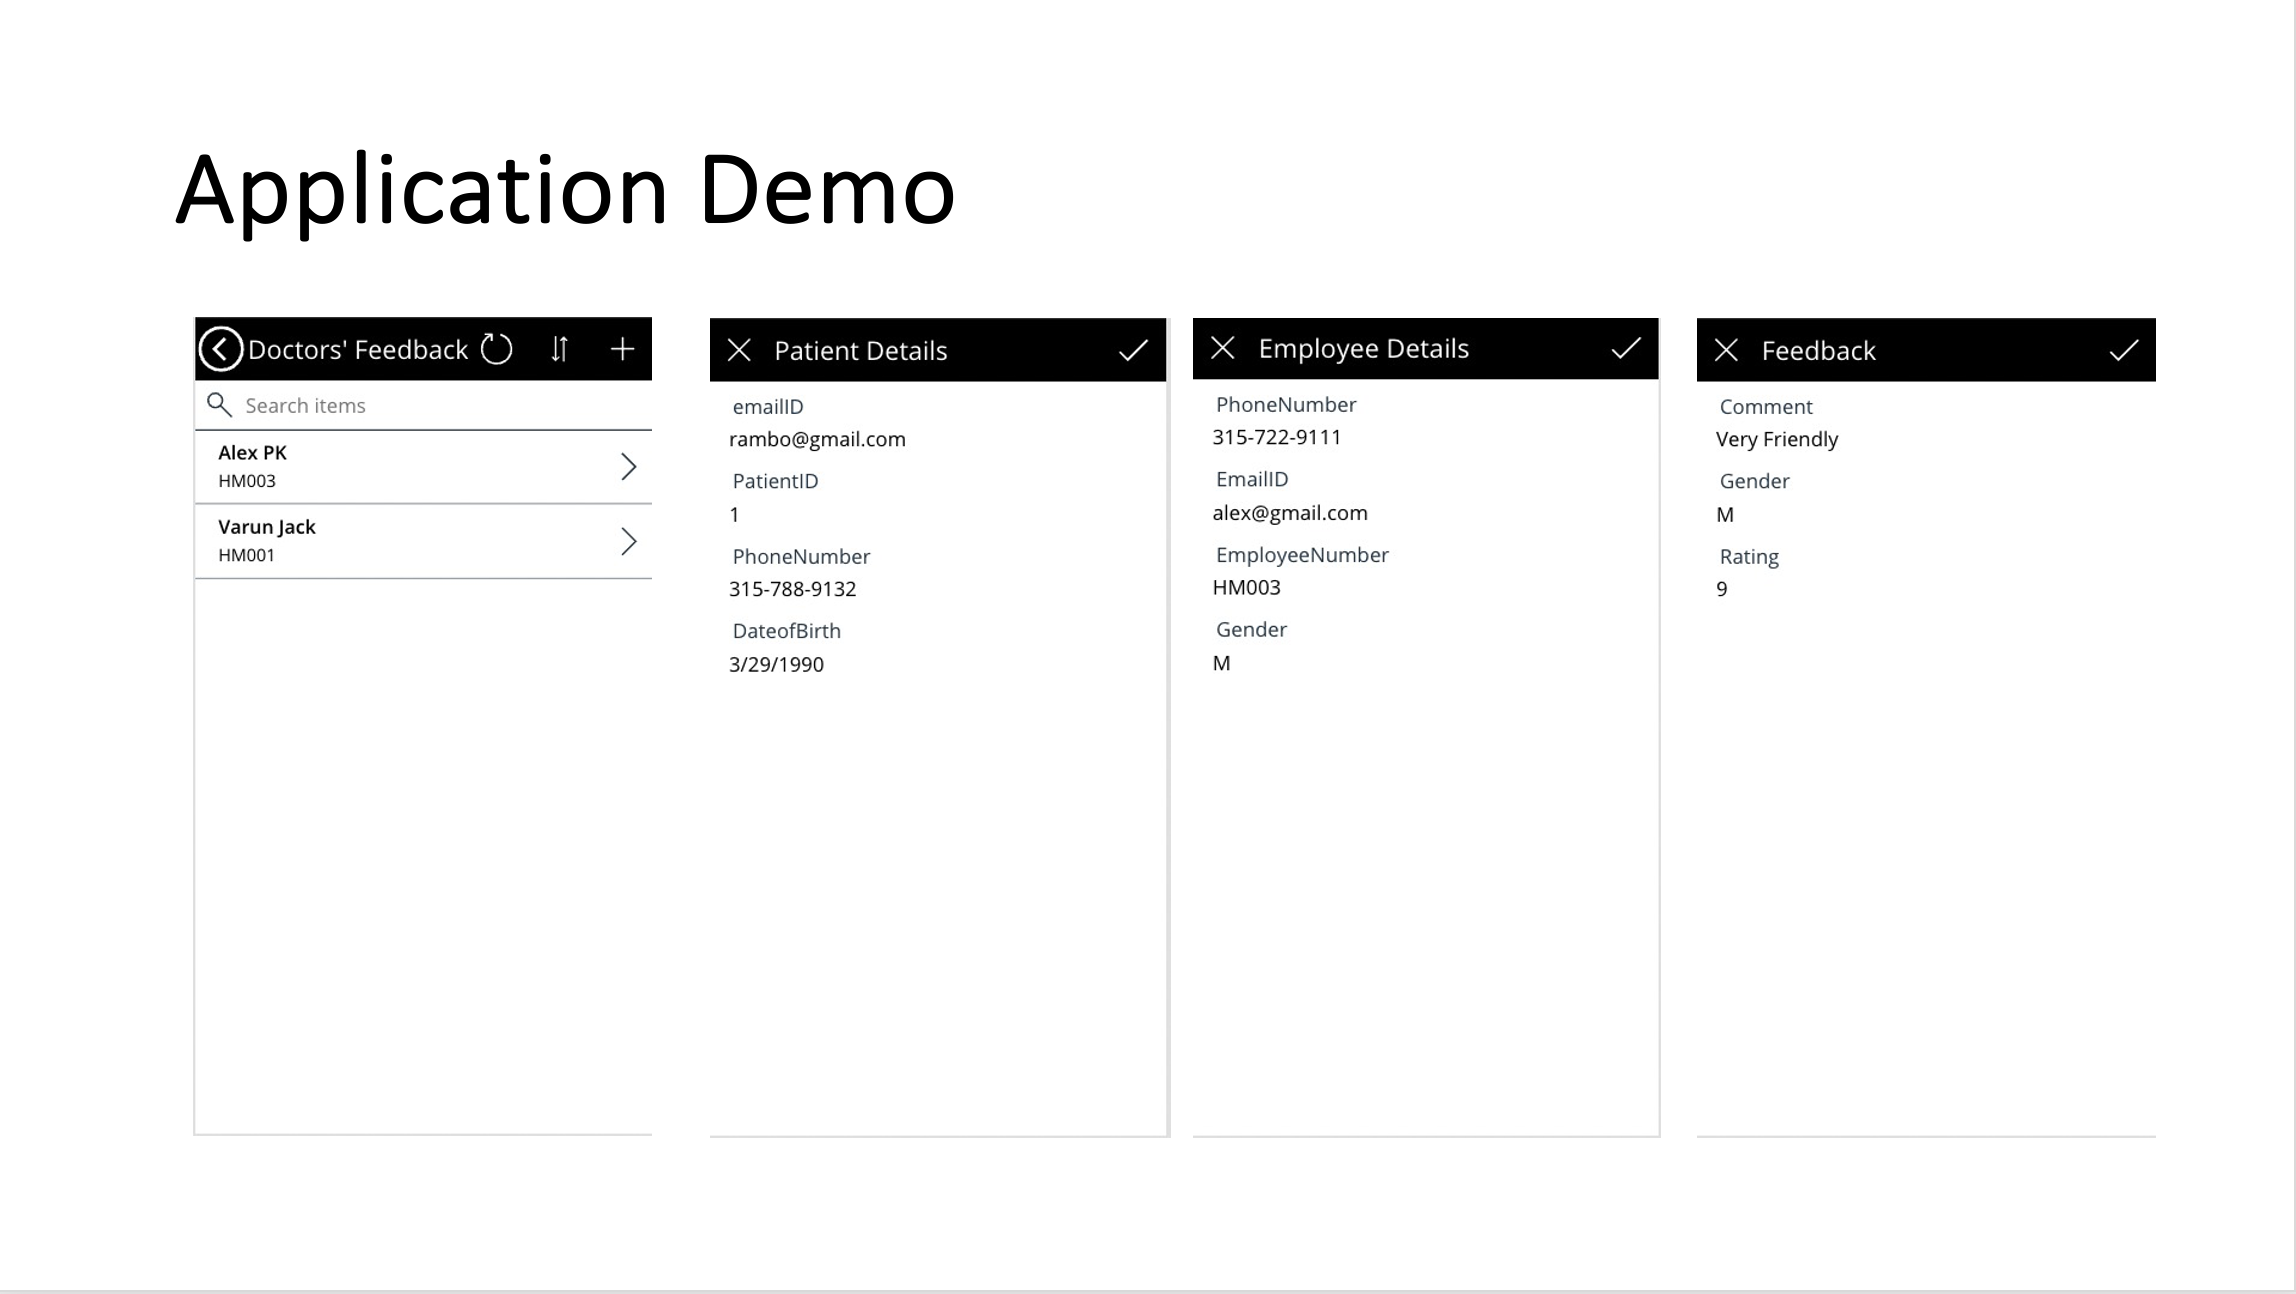 Application Demo
Doctors' Feedback
Search items
Alex PK
HM003
Varun Jack
HM001
Patient Details
emailID
rambo@gmail.com
PatientID
1
PhoneNumber
315-788-9132
DateofBirth
3/29/1990
Employee Details
PhoneNumber
315-722-9111
EmailID
alex@gmail.com
EmployeeNumber
HM003
Gender
M
Feedback
Comment
Very Friendly
Gender
M
Rating
9